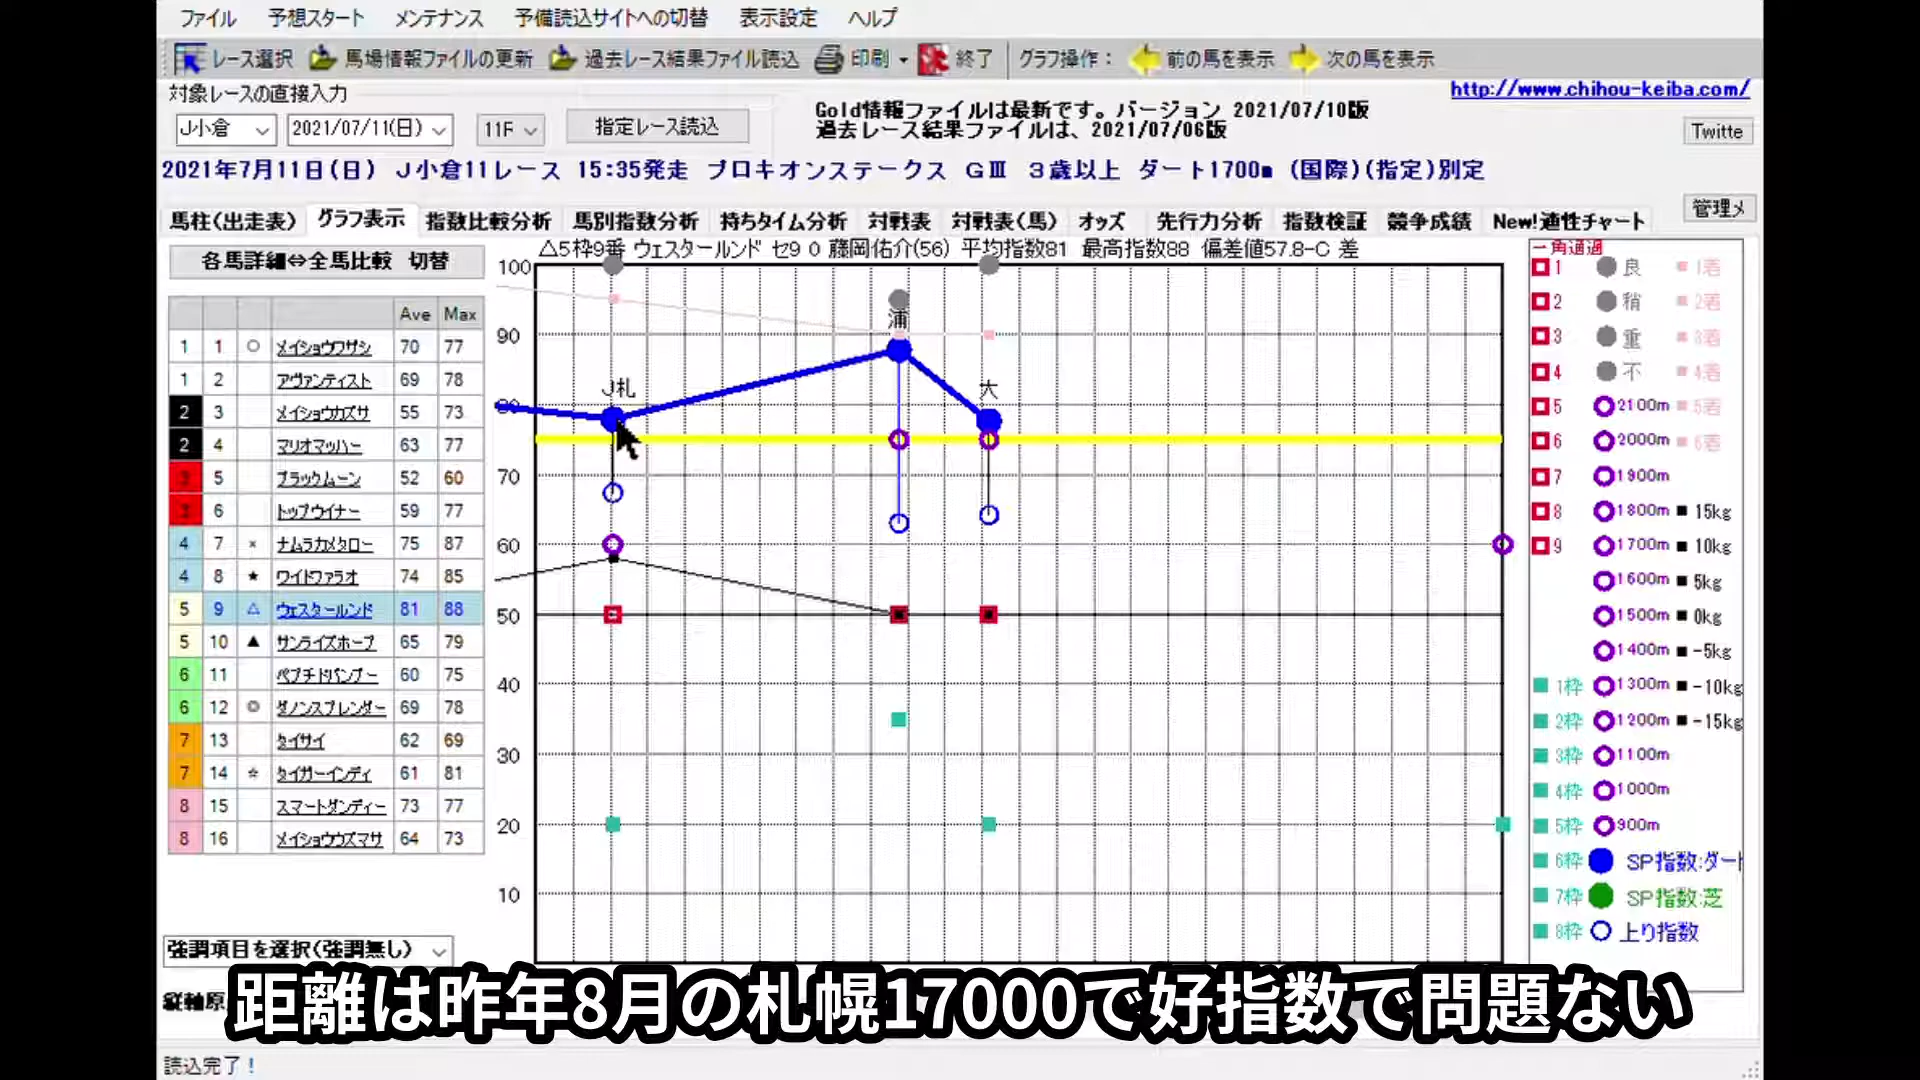 ファイル 予想スタート メンテナンス 予備読込サイトへの切替 表示設定 ヘルプ
レース選択 馬場情報ファイルの更新 過去レース結果ファイル読込 印刷 終了 グラフ操作： 前の馬を表示 次の馬を表示
対象レースの直接入力
http://www.chihou-keiba.com/
J小倉 2021/07/11(日) 11F 指定レース読込
Gold情報ファイルは最新です。バージョン 2021/07/10版
過去レース結果ファイルは、2021/07/06版
Twitte
2021年7月11日(日) J小倉11レース 15:35発走 プロキオンステークス GⅢ 3歳以上 ダート1700m (国際)(指定)別定
管理メ
馬柱(出走表) グラフ表示 指数比較分析 馬別指数分析 持ちタイム分析 対戦表 対戦表(馬) オッズ 先行力分析 指数検証 競争成績 New!適性チャート
各馬詳細⇔全馬比較 切替
△5枠9番 ウェスタールンド セ9 0 藤岡佑介(56) 平均指数81 最高指数88 偏差値57.8-C 差
Ave Max
1 1 ○ メイショウワザシ 70 77
1 2 アヴァンティスト 69 78
2 3 メイショウカズサ 55 73
2 4 マリオマッハー 63 77
3 5 ブラックムーン 52 60
3 6 トップウイナー 59 77
4 7 × ナムラカメタロー 75 87
4 8 ★ ワイドファラオ 74 85
5 9 △ ウェスタールンド 81 88
5 10 ▲ サンライズホープ 65 79
6 11 ペプチドバンブー 60 75
6 12 ◎ ダノンスプレンダー 69 78
7 13 タイサイ 62 69
7 14 ☆ タイガーインディ 61 81
8 15 スマートダンディー 73 77
8 16 メイショウウズマサ 64 73
100
90
80
70
60
50
40
30
20
10
J札
浦
大
一角通過
1 良 1着
2 稍 2着
3 重 3着
4 不 4着
5 2100m 5着
6 2000m 6着
7 1900m
8 1800m 15kg
9 1700m 10kg
1600m 5kg
1500m 0kg
1400m -5kg
1枠 1300m -10kg
2枠 1200m -15kg
3枠 1100m
4枠 1000m
5枠 900m
6枠 SP指数:ダート
7枠 SP指数:芝
8枠 上り指数
強調項目を選択(強調無し)
縦軸原
距離は昨年8月の札幌17000で好指数で問題ない
読込完了！